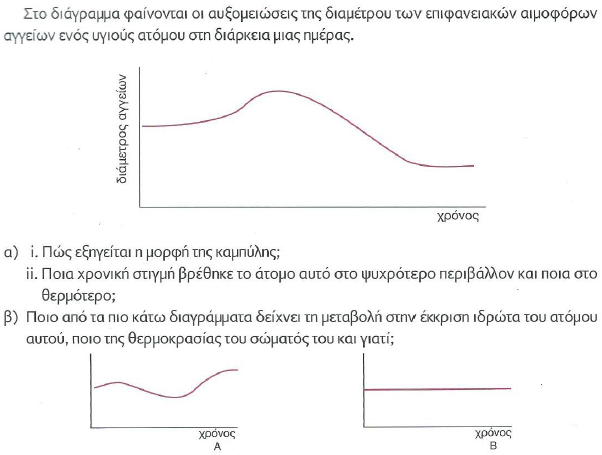 Στο διάγραμμα φαίνονται οι αυξομειώσεις της διαμέτρου των επιφανειακών αιμοφόρων
αγγείων ενός υγιούς ατόμου στη διάρκεια μιας ημέρας.
διάμετρος αγγείων
χρόνος
α) i. Πώς εξηγείται η μορφή της καμπύλης;
ii. Ποια χρονική στιγμή βρέθηκε το άτομο αυτό στο ψυχρότερο περιβάλλον και ποια στο
θερμότερο;
β) Ποιο από τα πιο κάτω διαγράμματα δείχνει τη μεταβολή στην έκκριση ιδρώτα του ατόμου
αυτού, ποιο της θερμοκρασίας του σώματός του και γιατί;
χρόνος
Α
χρόνος
Β